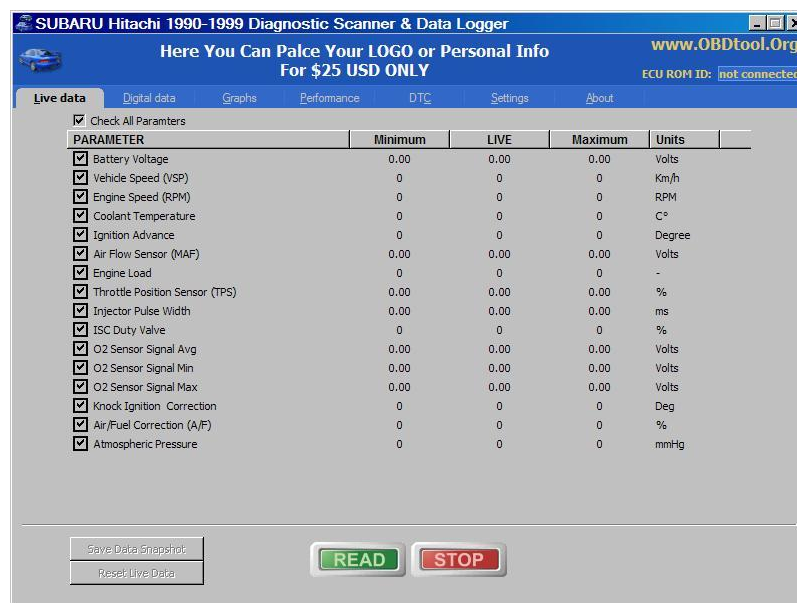 SUBARU Hitachi 1990-1999 Diagnostic Scanner & Data Logger
Here You Can Palce Your LOGO or Personal Info
For $25 USD ONLY
www.OBDtool.Org
ECU ROM ID: not connected
Live data Digital data Graphs Performance DTC Settings About
Check All Paramters
PARAMETER Minimum LIVE Maximum Units
Battery Voltage 0.00 0.00 0.00 Volts
Vehicle Speed (VSP) 0 0 0 Km/h
Engine Speed (RPM) 0 0 0 RPM
Coolant Temperature 0 0 0 C°
Ignition Advance 0 0 0 Degree
Air Flow Sensor (MAF) 0.00 0.00 0.00 Volts
Engine Load 0 0 0 -
Throttle Position Sensor (TPS) 0.00 0.00 0.00 %
Injector Pulse Width 0.00 0.00 0.00 ms
ISC Duty Valve 0 0 0 %
O2 Sensor Signal Avg 0.00 0.00 0.00 Volts
O2 Sensor Signal Min 0.00 0.00 0.00 Volts
O2 Sensor Signal Max 0.00 0.00 0.00 Volts
Knock Ignition Correction 0 0 0 Deg
Air/Fuel Correction (A/F) 0 0 0 %
Atmospheric Pressure 0 0 0 mmHg
Save Data Snapshot
Reset Live Data
READ STOP